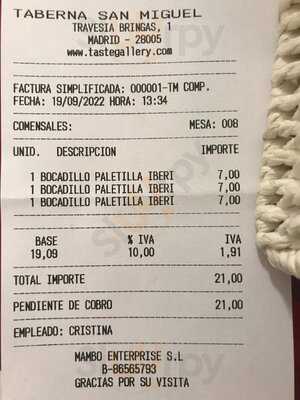 TABERNA SAN MIGUEL
TRAVESIA BRINGAS, 1
MADRID - 28005
www.tastegallery.com
FACTURA SIMPLIFICADA: 000001-TM COMP.
FECHA: 19/09/2022 HORA: 13:34
COMENSALES: MESA: 008
UNID. DESCRIPCION IMPORTE
1 BOCADILLO PALETILLA IBERI 7,00
1 BOCADILLO PALETILLA IBERI 7,00
1 BOCADILLO PALETILLA IBERI 7,00
BASE % IVA IVA
19,09 10,00 1,91
TOTAL IMPORTE 21,00
PENDIENTE DE COBRO 21,00
EMPLEADO: CRISTINA
MAMBO ENTERPRISE S.L
B-86565793
GRACIAS POR SU VISITA